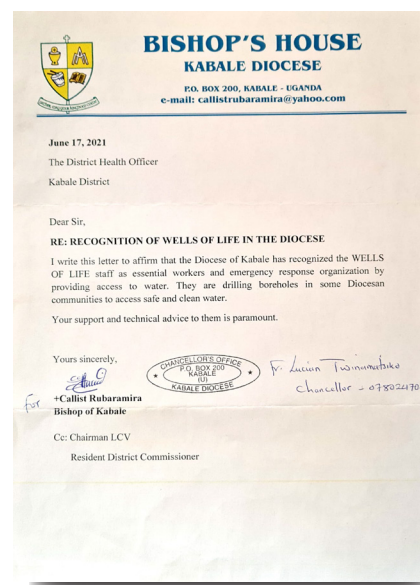 BISHOP'S HOUSE
KABALE DIOCESE
P.O. BOX 200, KABALE - UGANDA
e-mail: callistrubaramira@yahoo.com
June 17, 2021
The District Health Officer
Kabale District
Dear Sir,
RE: RECOGNITION OF WELLS OF LIFE IN THE DIOCESE
I write this letter to affirm that the Diocese of Kabale has recognized the WELLS
OF LIFE staff as essential workers and emergency response organization by
providing access to water. They are drilling boreholes in some Diocesan
communities to access safe and clean water.
Your support and technical advice to them is paramount.
Yours sincerely,
CHANCELLOR'S OFFICE
P.O. BOX 200
KABALE
(U)
KABALE DIOCESE
Fr. Lucian Twinumatsiko
Chancellor - 07802470
For
+Callist Rubaramira
Bishop of Kabale
Cc: Chairman LCV
Resident District Commissioner